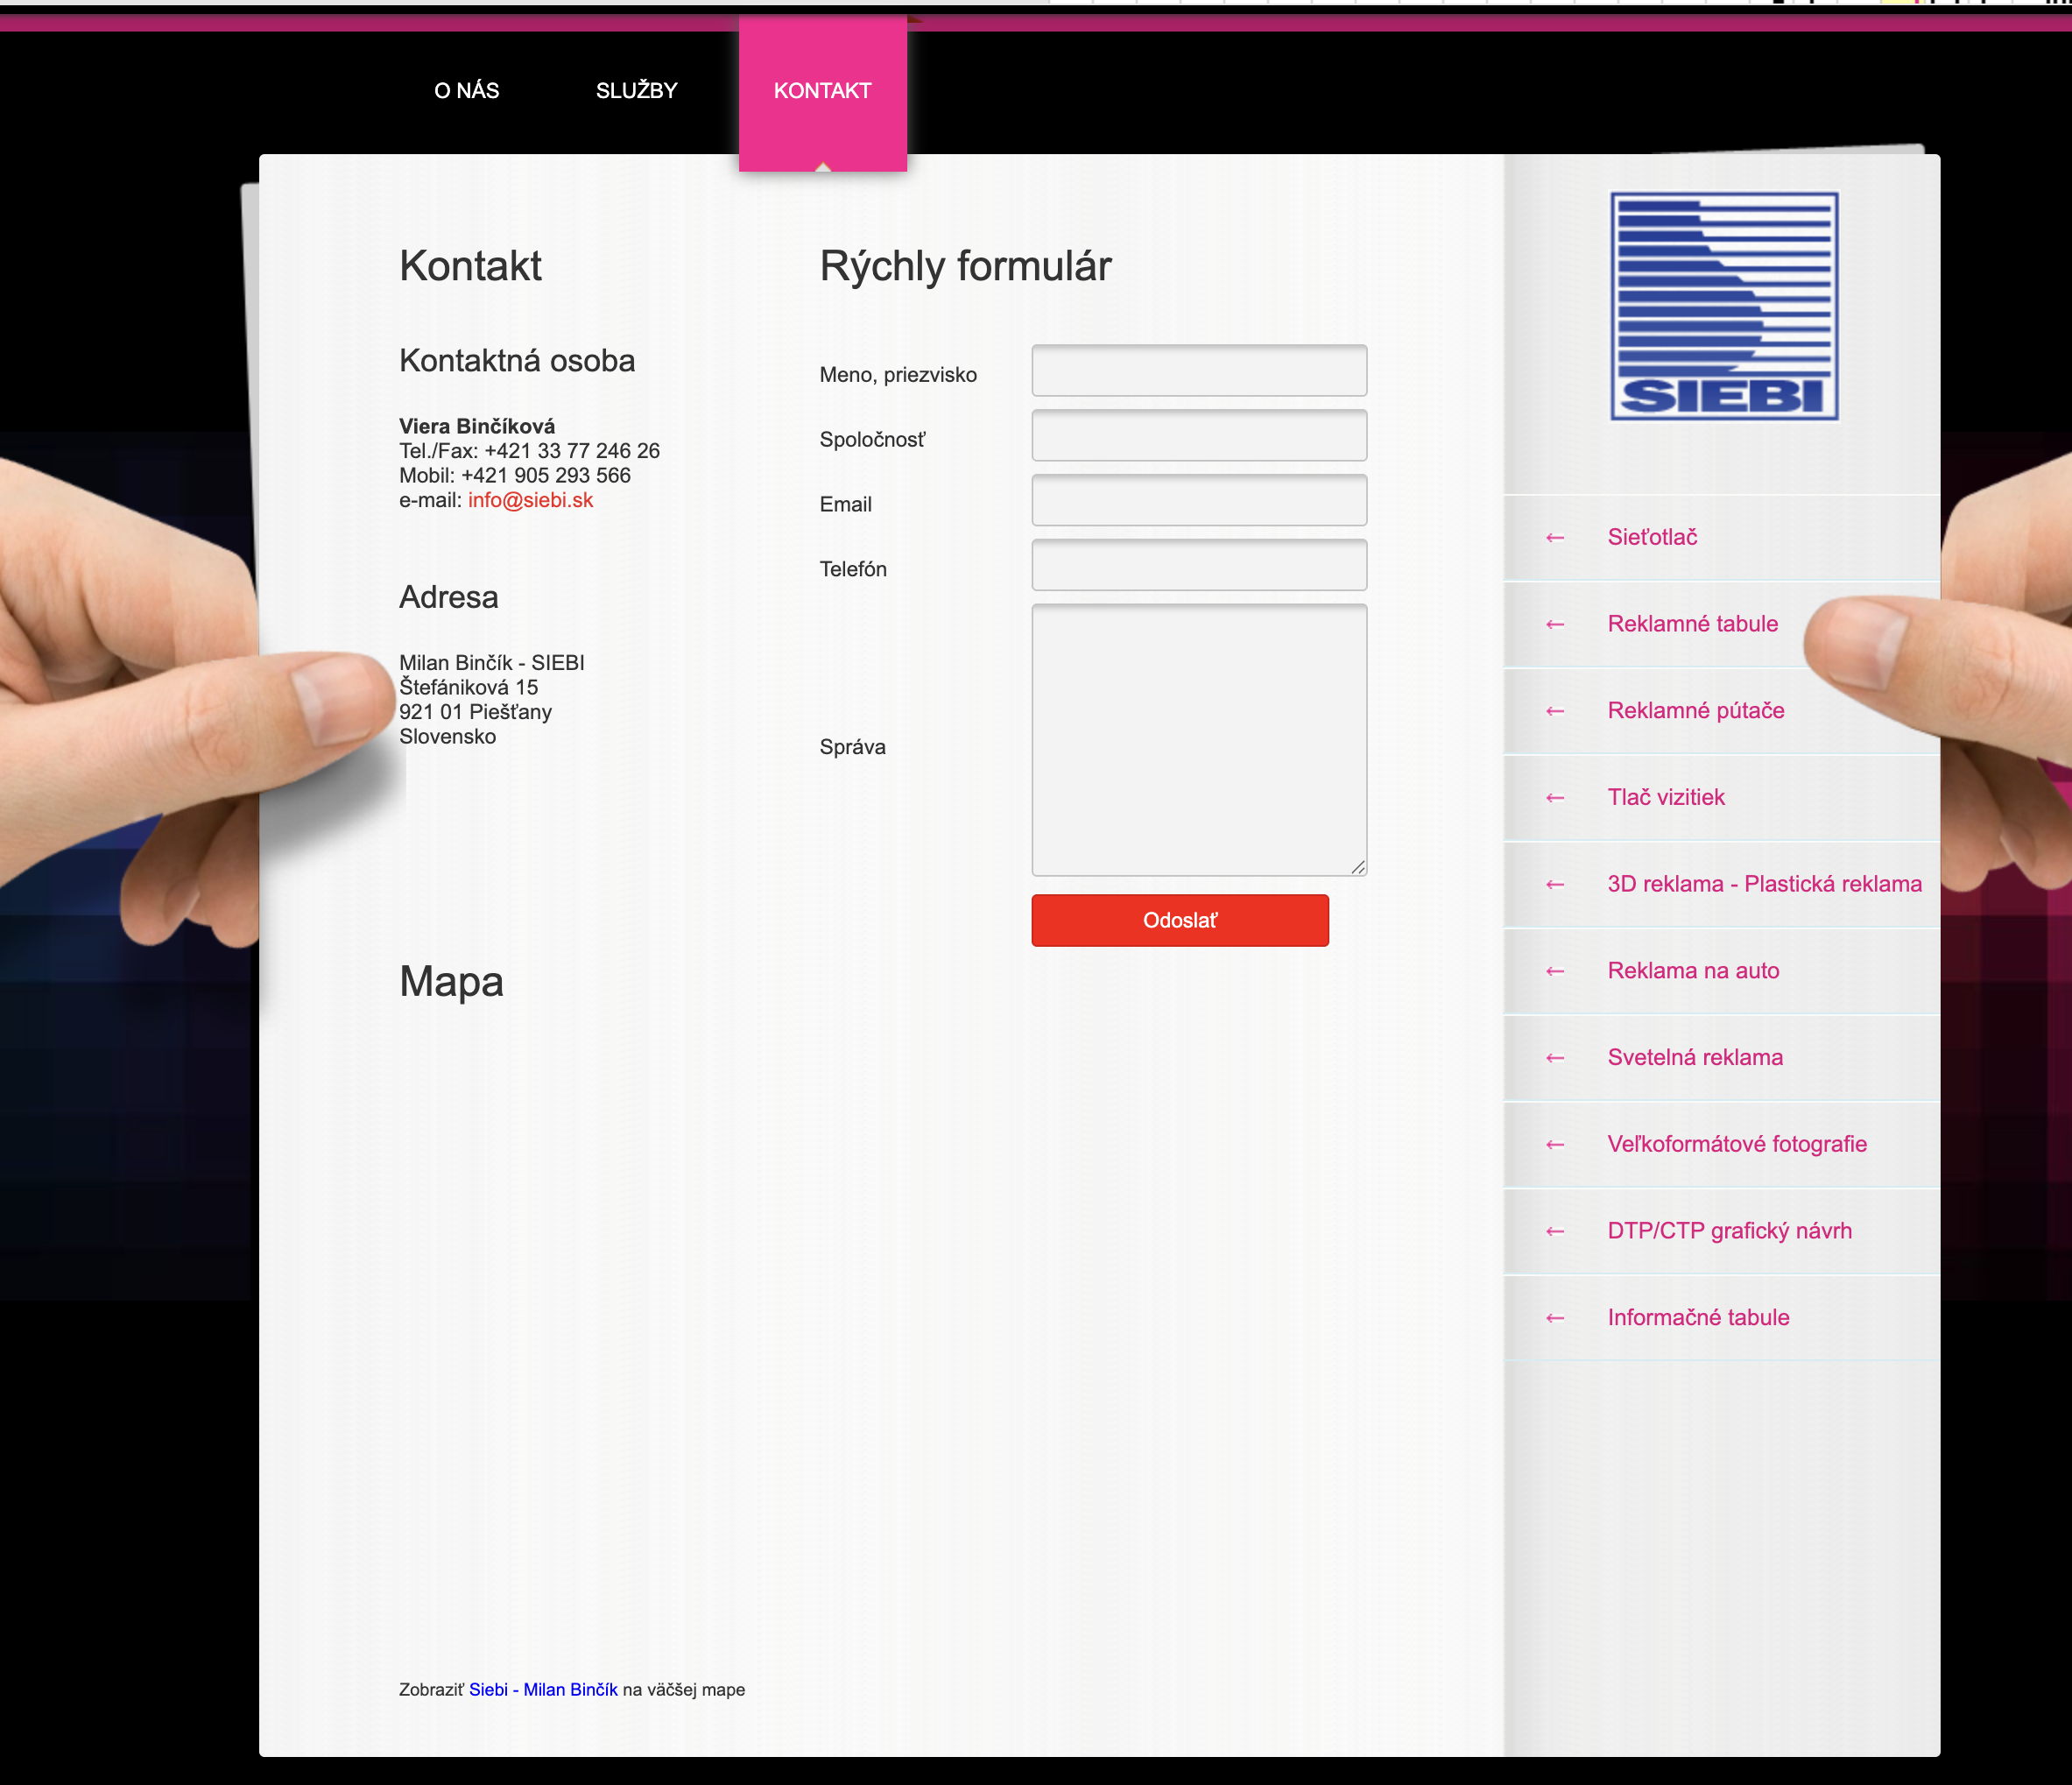 O NÁS
SLUŽBY
KONTAKT
Kontakt
Kontaktná osoba
Viera Binčíková
Tel./Fax: +421 33 77 246 26
Mobil: +421 905 293 566
e-mail: info@siebi.sk
Adresa
Milan Binčík - SIEBI
Štefániková 15
921 01 Piešťany
Slovensko
Rýchly formulár
Meno, priezvisko
Spoločnosť
Email
Telefón
Správa
Odoslať
Mapa
Zobraziť Siebi - Milan Binčík na väčšej mape
SIEBI
← Sieťotlač
← Reklamné tabule
← Reklamné pútače
← Tlač vizitiek
← 3D reklama - Plastická reklama
← Reklama na auto
← Svetelná reklama
← Veľkoformátové fotografie
← DTP/CTP grafický návrh
← Informačné tabule